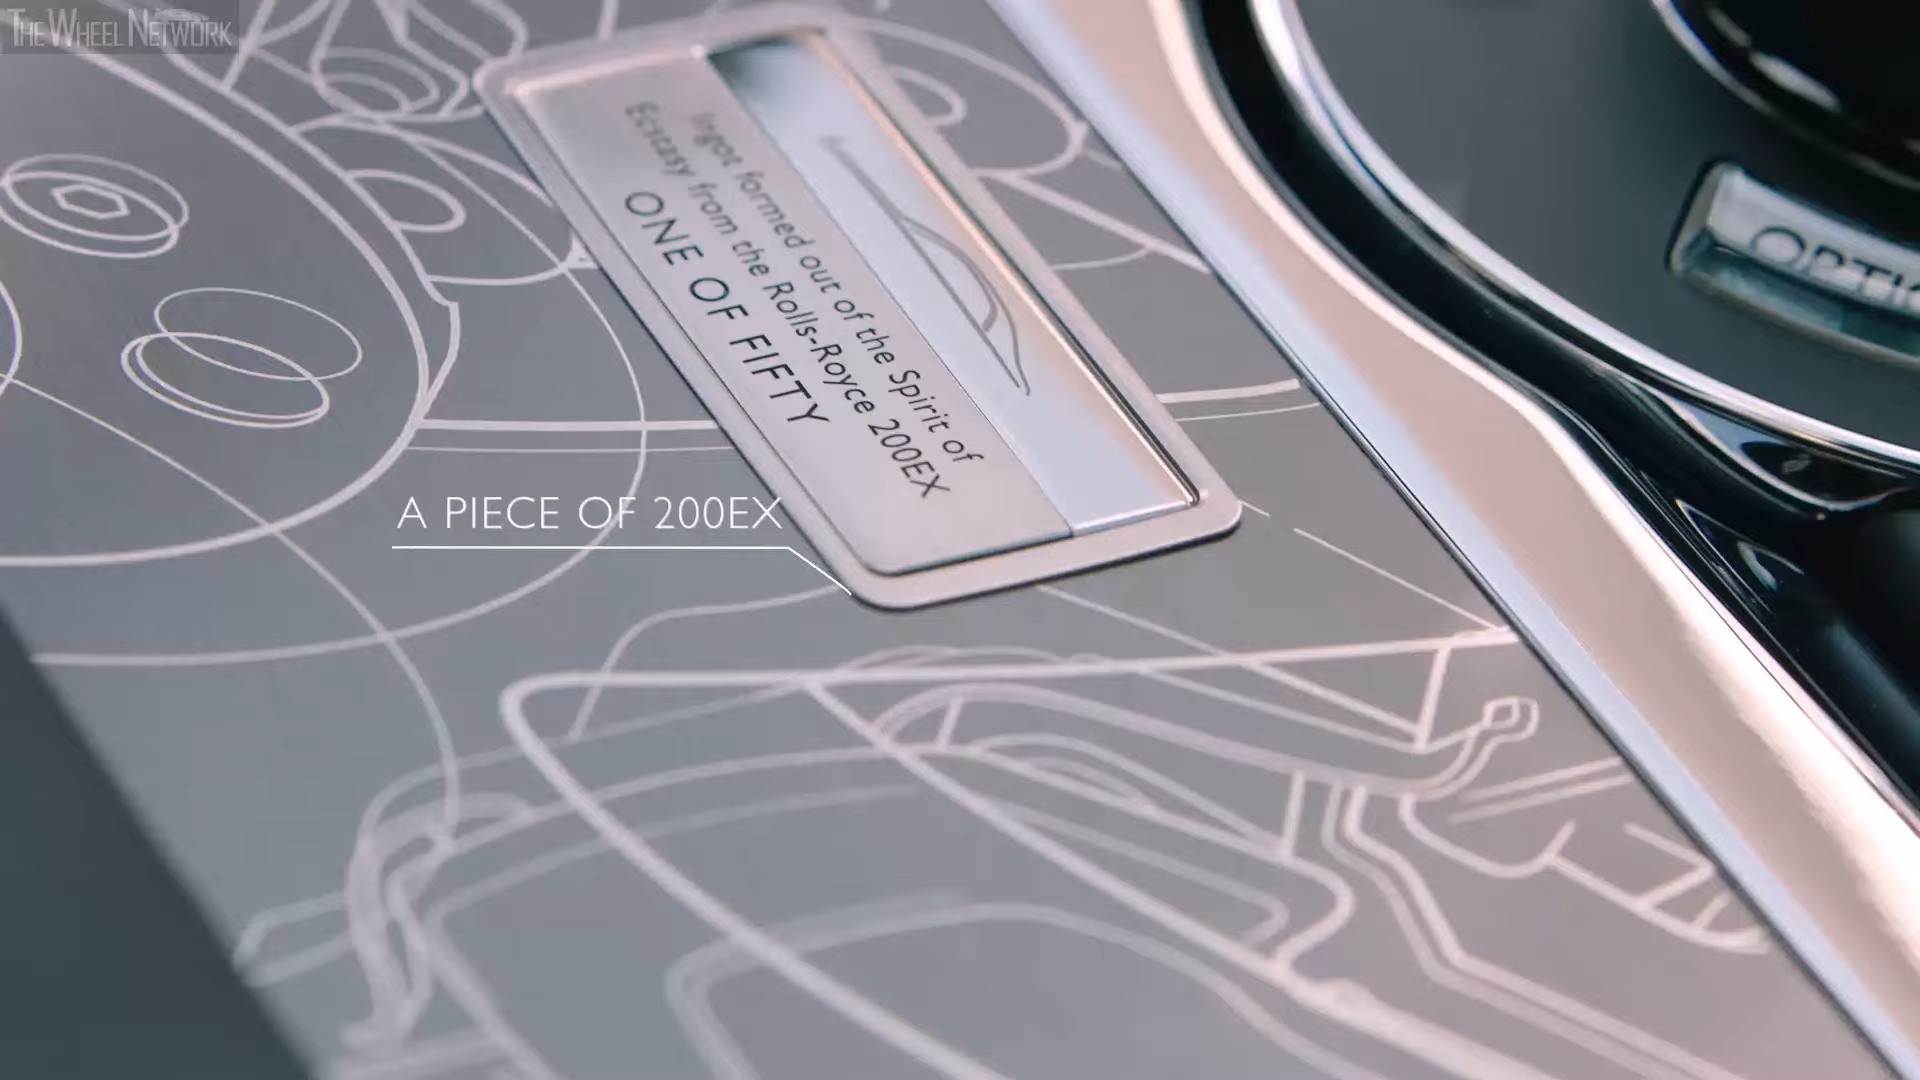 THE WHEEL NETWORK
Ingot formed out of the Spirit of
Ecstasy from the Rolls-Royce 200EX
ONE OF FIFTY
A PIECE OF 200EX